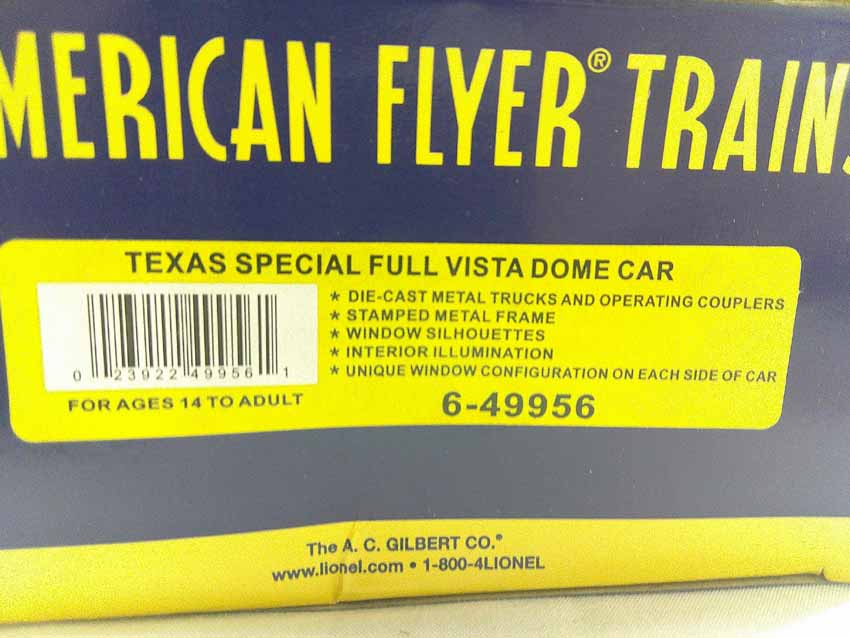 MERICAN FLYER® TRAINS
TEXAS SPECIAL FULL VISTA DOME CAR
* DIE-CAST METAL TRUCKS AND OPERATING COUPLERS
* STAMPED METAL FRAME
* WINDOW SILHOUETTES
* INTERIOR ILLUMINATION
* UNIQUE WINDOW CONFIGURATION ON EACH SIDE OF CAR
0 23922 49956 1
FOR AGES 14 TO ADULT
6-49956
The A. C. GILBERT CO.®
www.lionel.com • 1-800-4LIONEL